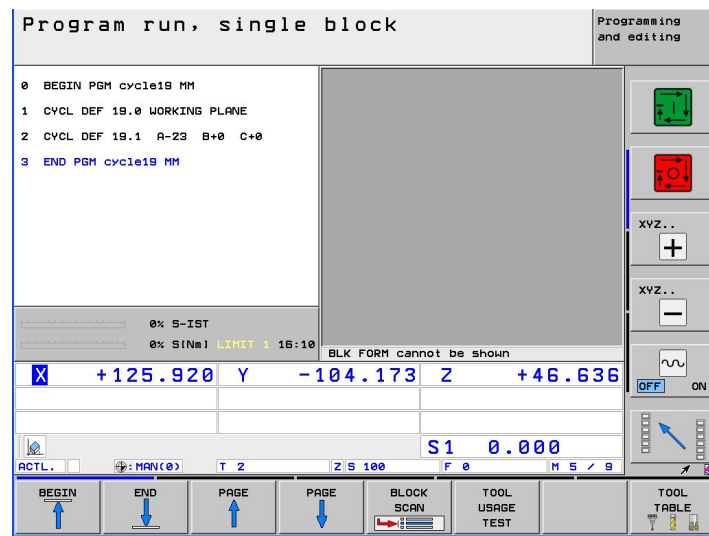 Program run, single block
Programming
and editing
0 BEGIN PGM cycle19 MM
1 CYCL DEF 19.0 WORKING PLANE
2 CYCL DEF 19.1 A-23 B+0 C+0
3 END PGM cycle19 MM
XYZ..
+
XYZ..
−
0% S-IST
0% S[Nm] LIMIT 1 16:10
BLK FORM cannot be shown
OFF ON
X +125.920 Y -104.173 Z +46.636
S1 0.000
ACTL. : MAN(0) T 2 Z S 100 F 0 M 5 / 9
BEGIN
END
PAGE
PAGE
BLOCK
SCAN
TOOL
USAGE
TEST
TOOL
TABLE